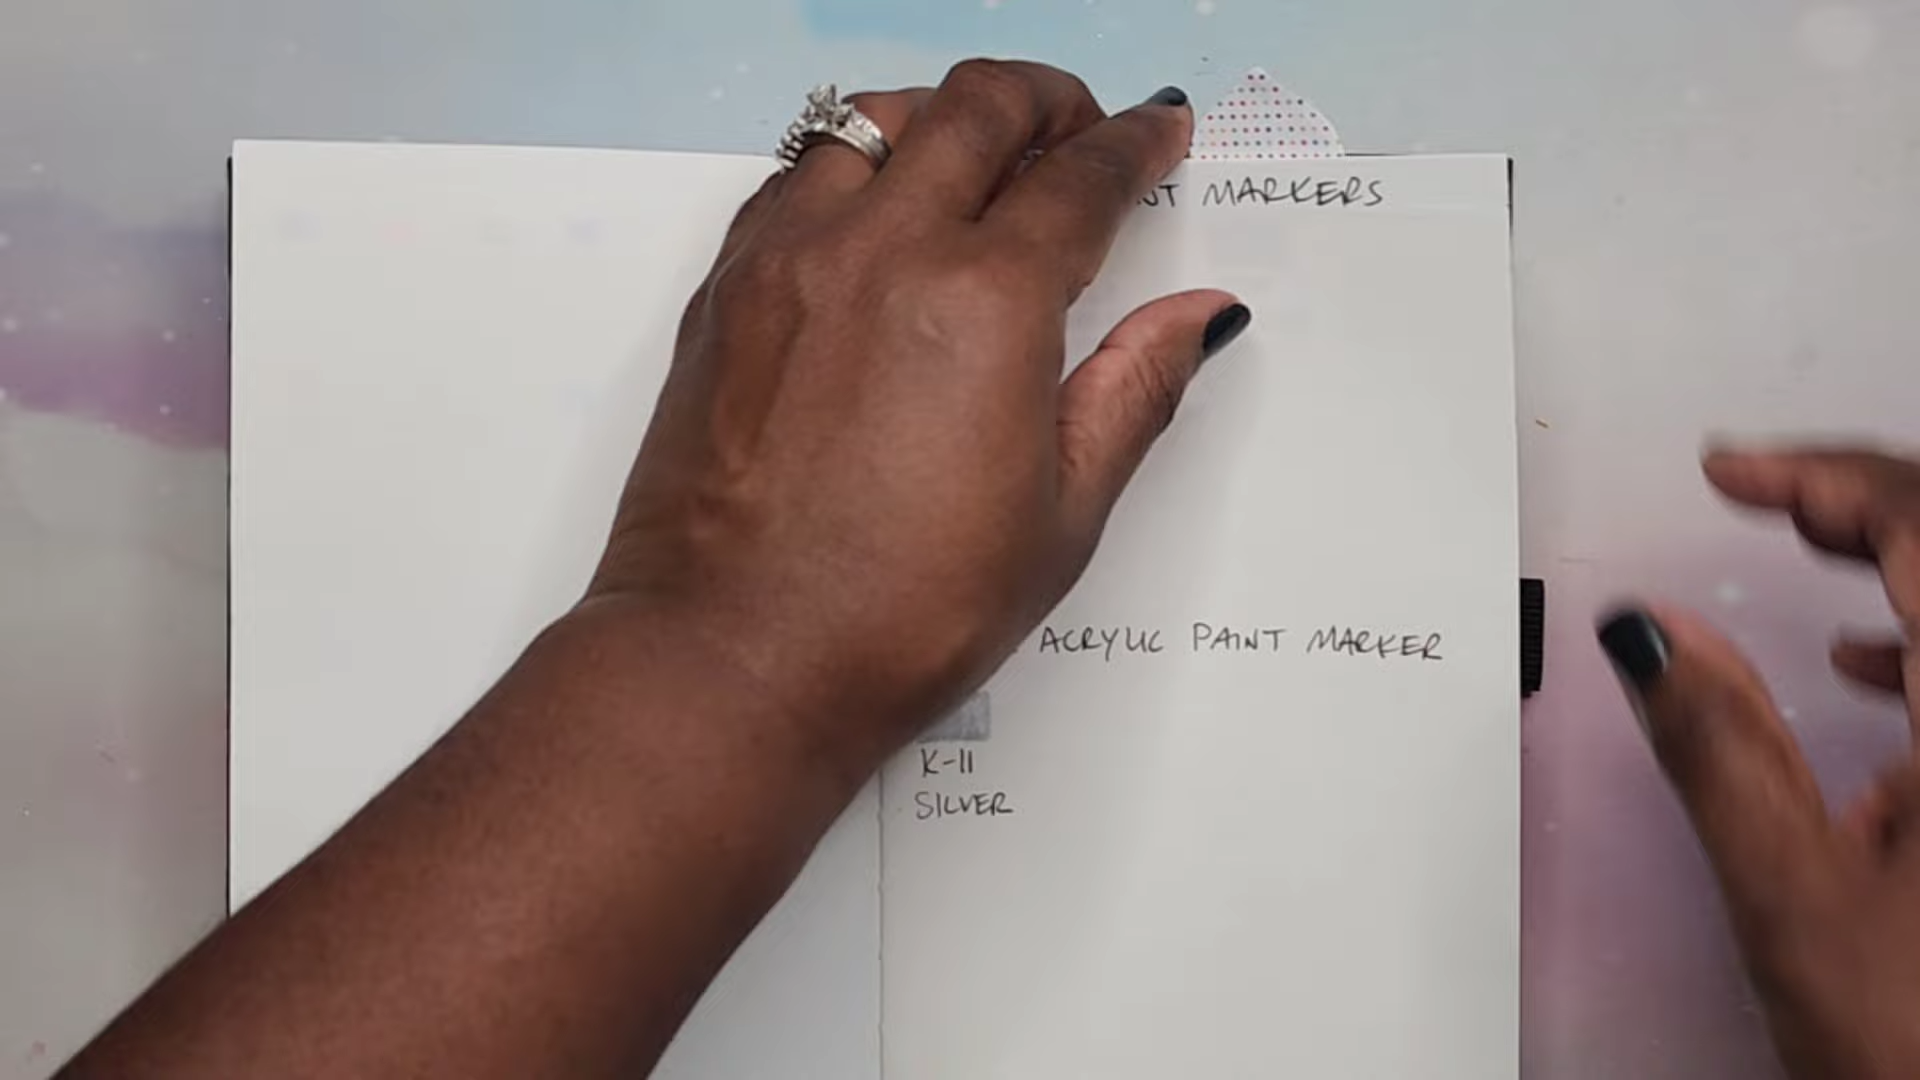 MARKERS
ACRYLIC PAINT MARKER
K-11
SILVER